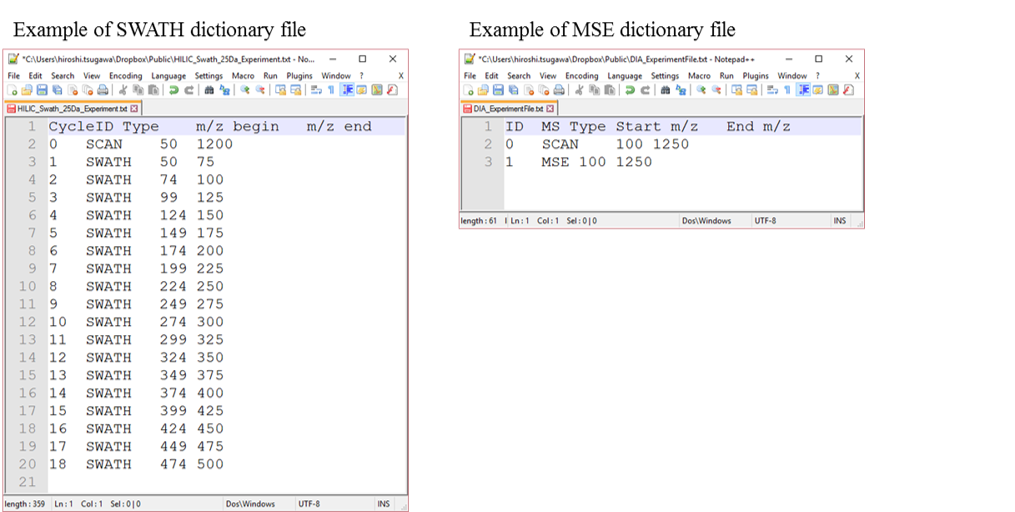 Example of SWATH dictionary file
*C:\Users\hiroshi.tsugawa\Dropbox\Public\HILIC_Swath_25Da_Experiment.txt - No...
File Edit Search View Encoding Language Settings Macro Run Plugins Window ? X
HILIC_Swath_25Da_Experiment.txt
1 CycleID Type m/z begin m/z end
2 0 SCAN 50 1200
3 1 SWATH 50 75
4 2 SWATH 74 100
5 3 SWATH 99 125
6 4 SWATH 124 150
7 5 SWATH 149 175
8 6 SWATH 174 200
9 7 SWATH 199 225
10 8 SWATH 224 250
11 9 SWATH 249 275
12 10 SWATH 274 300
13 11 SWATH 299 325
14 12 SWATH 324 350
15 13 SWATH 349 375
16 14 SWATH 374 400
17 15 SWATH 399 425
18 16 SWATH 424 450
19 17 SWATH 449 475
20 18 SWATH 474 500
21
length : 359 Ln : 1 Col : 1 Sel : 0 | 0 Dos\Windows UTF-8 INS
Example of MSE dictionary file
*C:\Users\hiroshi.tsugawa\Dropbox\Public\DIA_ExperimentFile.txt - Notepad++
File Edit Search View Encoding Language Settings Macro Run Plugins Window ? X
DIA_ExperimentFile.txt
1 ID MS Type Start m/z End m/z
2 0 SCAN 100 1250
3 1 MSE 100 1250
length : 61 Ln : 1 Col : 1 Sel : 0 | 0 Dos\Windows UTF-8 INS